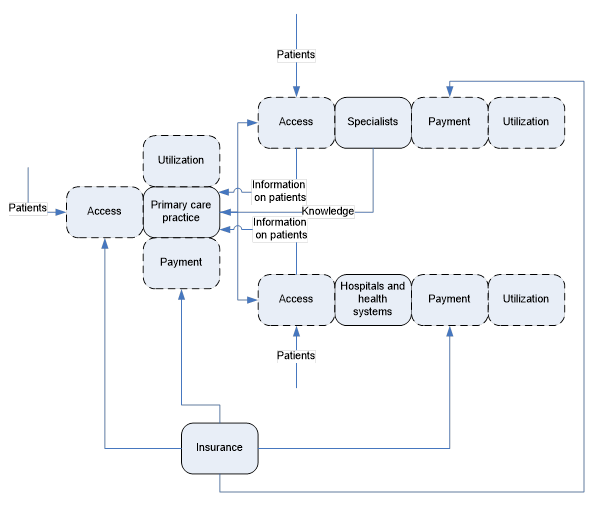 Patients
Access
Specialists
Payment
Utilization
Utilization
Information
on patients
Patients
Access
Primary care
practice
Knowledge
Information
on patients
Payment
Access
Hospitals and
health
systems
Payment
Utilization
Patients
Insurance